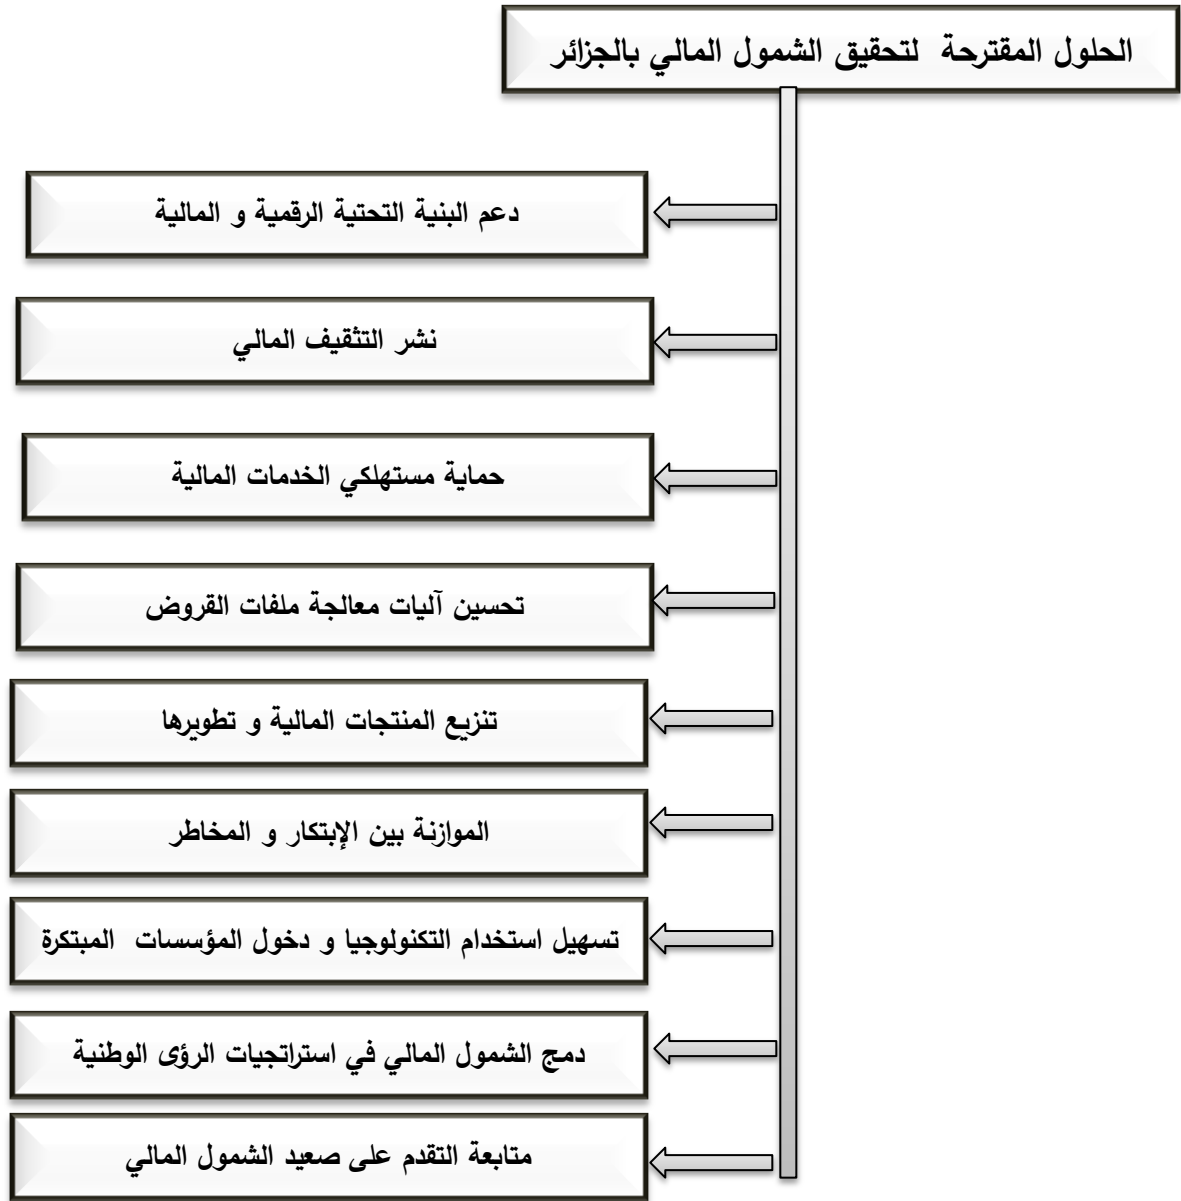 الحلول المقترحة لتحقيق الشمول المالي بالجزائر
دعم البنية التحتية الرقمية و المالية
نشر التثقيف المالي
حماية مستهلكي الخدمات المالية
تحسين آليات معالجة ملفات القروض
تنزيع المنتجات المالية و تطويرها
الموازنة بين الإبتكار و المخاطر
تسهيل استخدام التكنولوجيا و دخول المؤسسات المبتكرة
دمج الشمول المالي في استراتجيات الرؤى الوطنية
متابعة التقدم على صعيد الشمول المالي